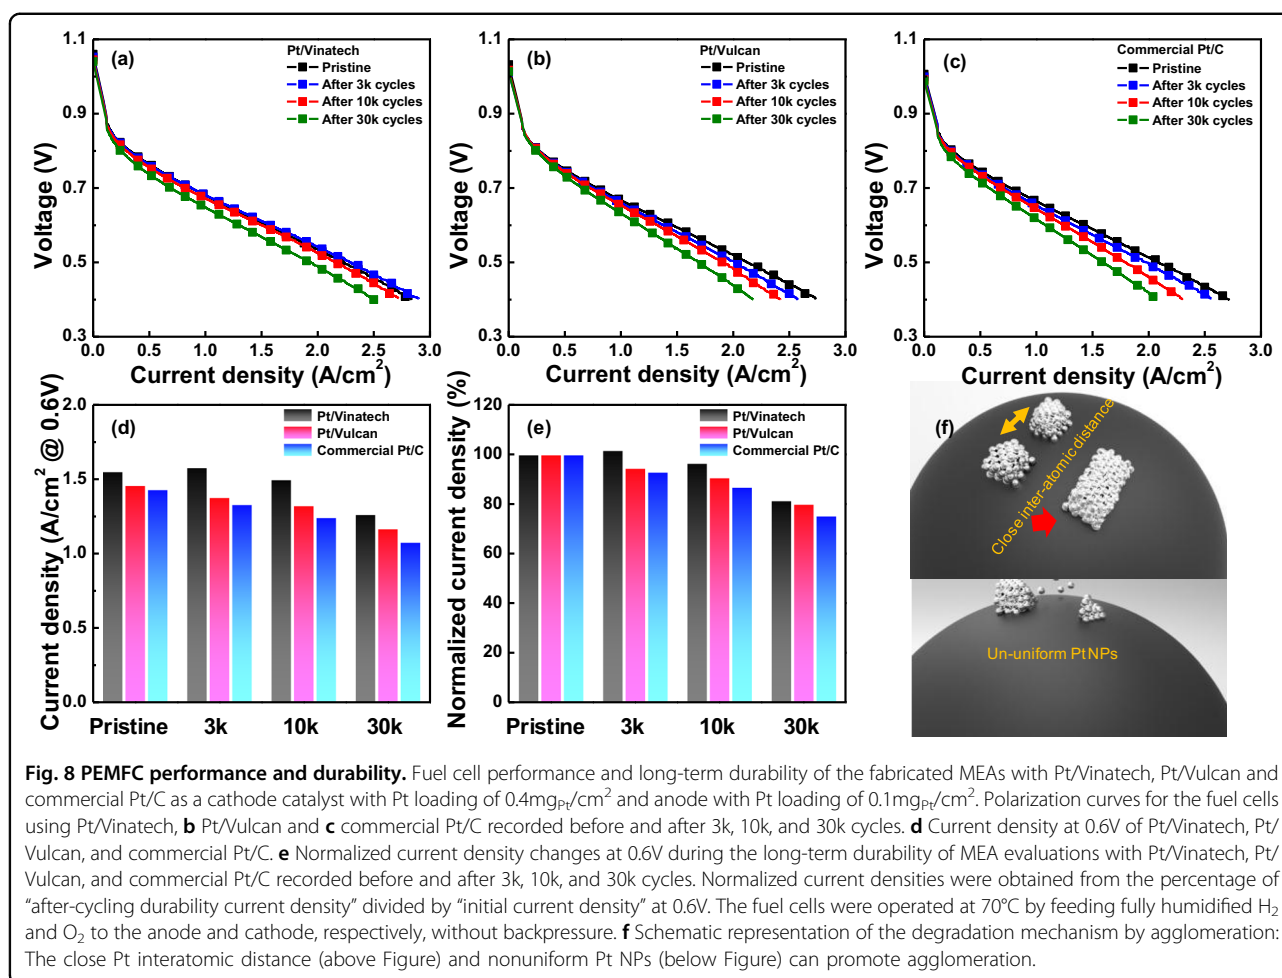 (a)
Pt/Vinatech
Pristine
After 3k cycles
After 10k cycles
After 30k cycles
1.1
0.9
0.7
0.5
0.3
Voltage (V)
0.0 0.5 1.0 1.5 2.0 2.5 3.0
Current density (A/cm²)
(b)
Pt/Vulcan
Pristine
After 3k cycles
After 10k cycles
After 30k cycles
1.1
0.9
0.7
0.5
0.3
Voltage (V)
0.0 0.5 1.0 1.5 2.0 2.5 3.0
Current density (A/cm²)
(c)
Commercial Pt/C
Pristine
After 3k cycles
After 10k cycles
After 30k cycles
1.1
0.9
0.7
0.5
0.3
Voltage (V)
0.0 0.5 1.0 1.5 2.0 2.5 3.0
Current density (A/cm²)
(d)
Pt/Vinatech
Pt/Vulcan
Commercial Pt/C
2.0
1.5
1.0
0.5
0.0
Current density (A/cm² @ 0.6V)
Pristine 3k 10k 30k
(e)
Pt/Vinatech
Pt/Vulcan
Commercial Pt/C
120
100
80
60
40
20
0
Normalized current density (%)
Pristine 3k 10k 30k
(f)
Close inter-atomic distance
Un-uniform Pt NPs
Fig. 8 PEMFC performance and durability. Fuel cell performance and long-term durability of the fabricated MEAs with Pt/Vinatech, Pt/Vulcan and
commercial Pt/C as a cathode catalyst with Pt loading of 0.4mgPt/cm² and anode with Pt loading of 0.1mgPt/cm². Polarization curves for the fuel cells
using Pt/Vinatech, b Pt/Vulcan and c commercial Pt/C recorded before and after 3k, 10k, and 30k cycles. d Current density at 0.6V of Pt/Vinatech, Pt/
Vulcan, and commercial Pt/C. e Normalized current density changes at 0.6V during the long-term durability of MEA evaluations with Pt/Vinatech, Pt/
Vulcan, and commercial Pt/C recorded before and after 3k, 10k, and 30k cycles. Normalized current densities were obtained from the percentage of
“after-cycling durability current density” divided by “initial current density” at 0.6V. The fuel cells were operated at 70°C by feeding fully humidified H₂
and O₂ to the anode and cathode, respectively, without backpressure. f Schematic representation of the degradation mechanism by agglomeration:
The close Pt interatomic distance (above Figure) and nonuniform Pt NPs (below Figure) can promote agglomeration.